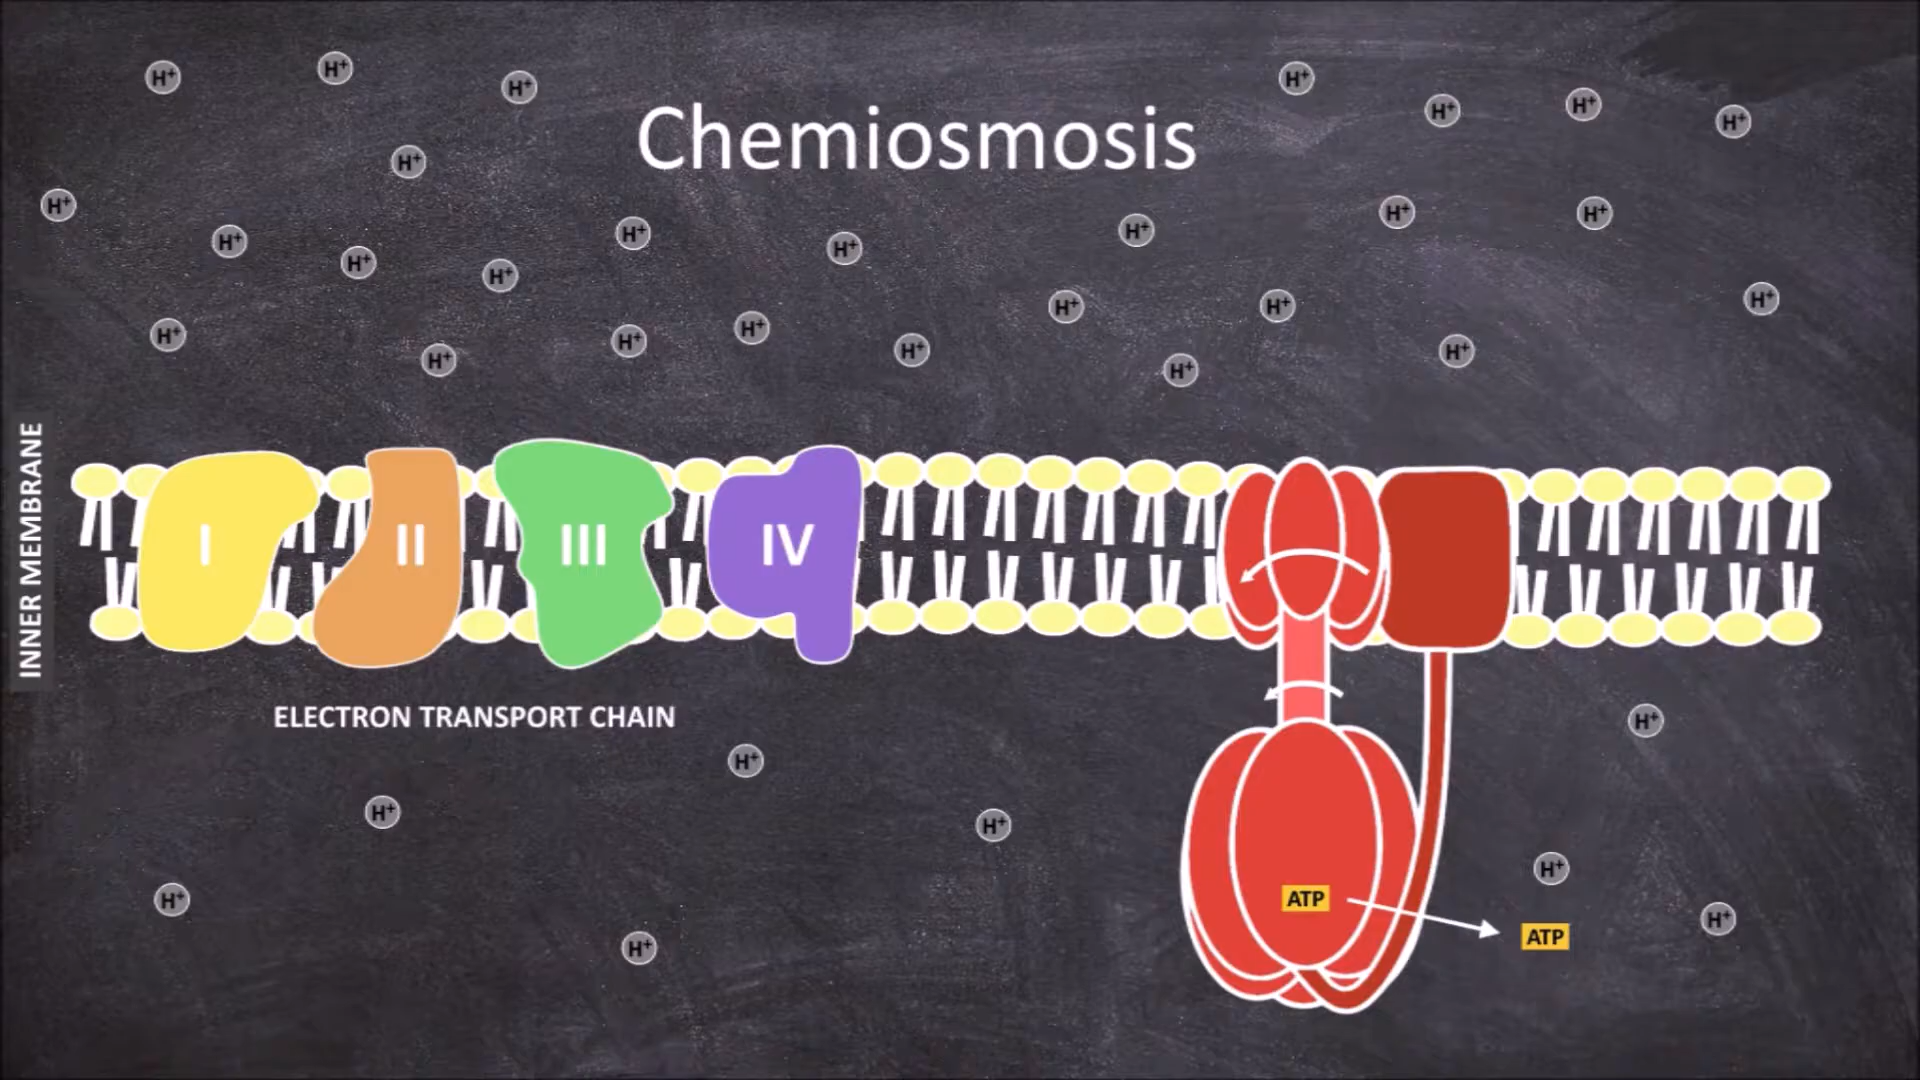 H⁺ H⁺ H⁺ H⁺ H⁺ H⁺ H⁺
Chemiosmosis
H⁺
H⁺ H⁺ H⁺ H⁺ H⁺ H⁺ H⁺ H⁺ H⁺ H⁺
H⁺ H⁺ H⁺ H⁺ H⁺ H⁺ H⁺ H⁺ H⁺ H⁺ H⁺
INNER MEMBRANE
I II III IV
ELECTRON TRANSPORT CHAIN
H⁺
H⁺
H⁺ H⁺
H⁺
ATP
H⁺ H⁺
ATP
H⁺